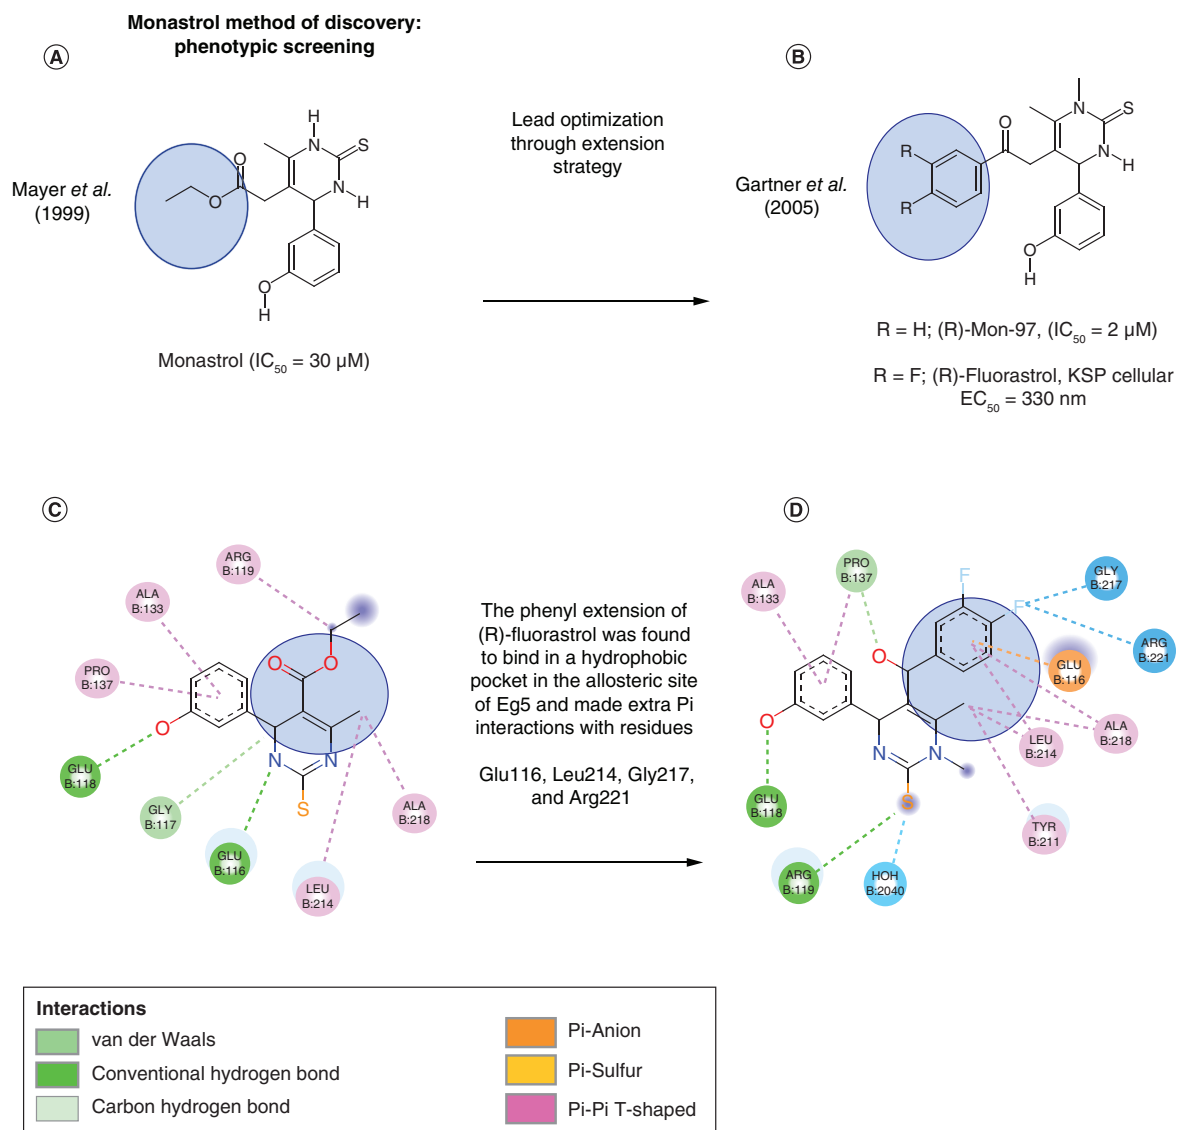 Monastrol method of discovery:
phenotypic screening
A
Mayer et al.
(1999)
H
N
S
N
H
O
O
O
H
Monastrol (IC50 = 30 µM)
Lead optimization
through extension
strategy
B
Gartner et al.
(2005)
N
S
O
N
H
R
R
O
H
R = H; (R)-Mon-97, (IC50 = 2 µM)
R = F; (R)-Fluorastrol, KSP cellular
EC50 = 330 nm
C
ARG
B:119
ALA
B:133
PRO
B:137
O
O
O
N
N
S
GLU
B:118
GLY
B:117
GLU
B:116
LEU
B:214
ALA
B:218
The phenyl extension of
(R)-fluorastrol was found
to bind in a hydrophobic
pocket in the allosteric site
of Eg5 and made extra Pi
interactions with residues
Glu116, Leu214, Gly217,
and Arg221
D
PRO
B:137
ALA
B:133
F
F
GLY
B:217
ARG
B:221
GLU
B:116
O
O
ALA
B:218
LEU
B:214
N
N
S
GLU
B:118
TYR
B:211
ARG
B:119
HOH
B:2040
Interactions
van der Waals
Conventional hydrogen bond
Carbon hydrogen bond
Pi-Anion
Pi-Sulfur
Pi-Pi T-shaped